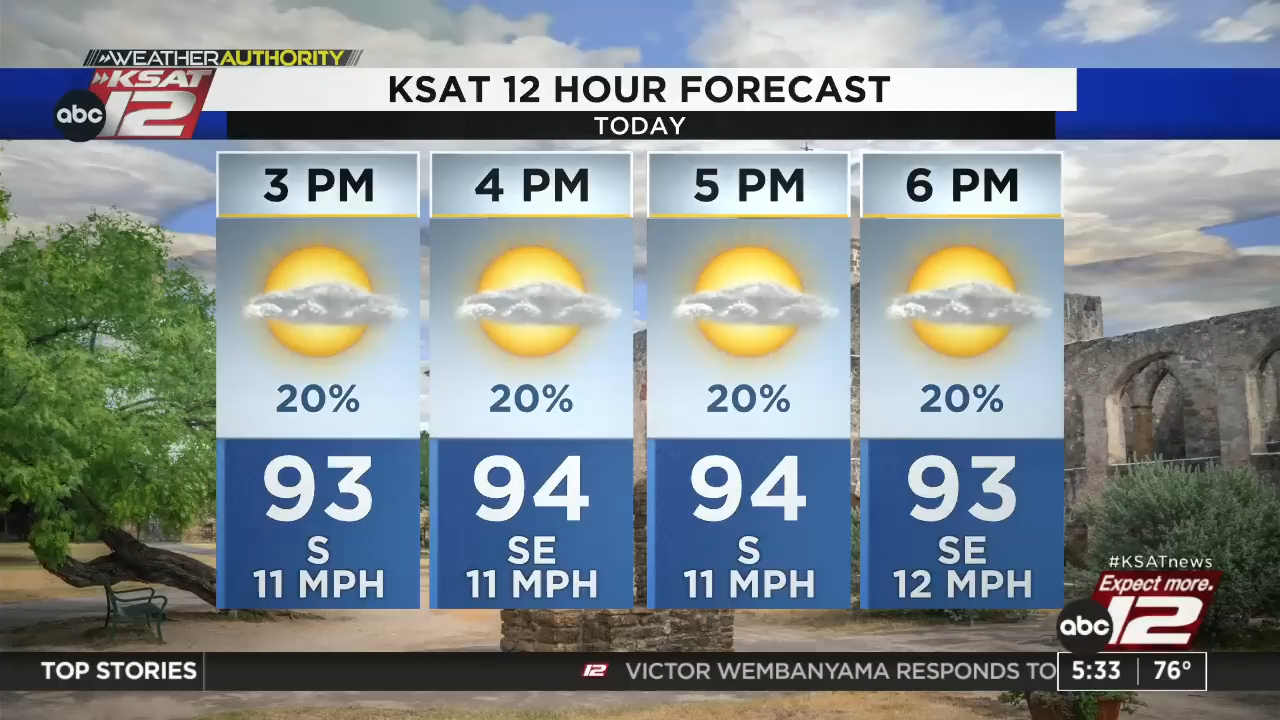 WEATHERAUTHORITY
KSAT
abc 12
KSAT 12 HOUR FORECAST
TODAY
3 PM
20%
93
S
11 MPH
4 PM
20%
94
SE
11 MPH
5 PM
20%
94
S
11 MPH
6 PM
20%
93
SE
12 MPH
#KSATnews
Expect more.
abc 12
TOP STORIES
12 VICTOR WEMBANYAMA RESPONDS TO
5:33 76°